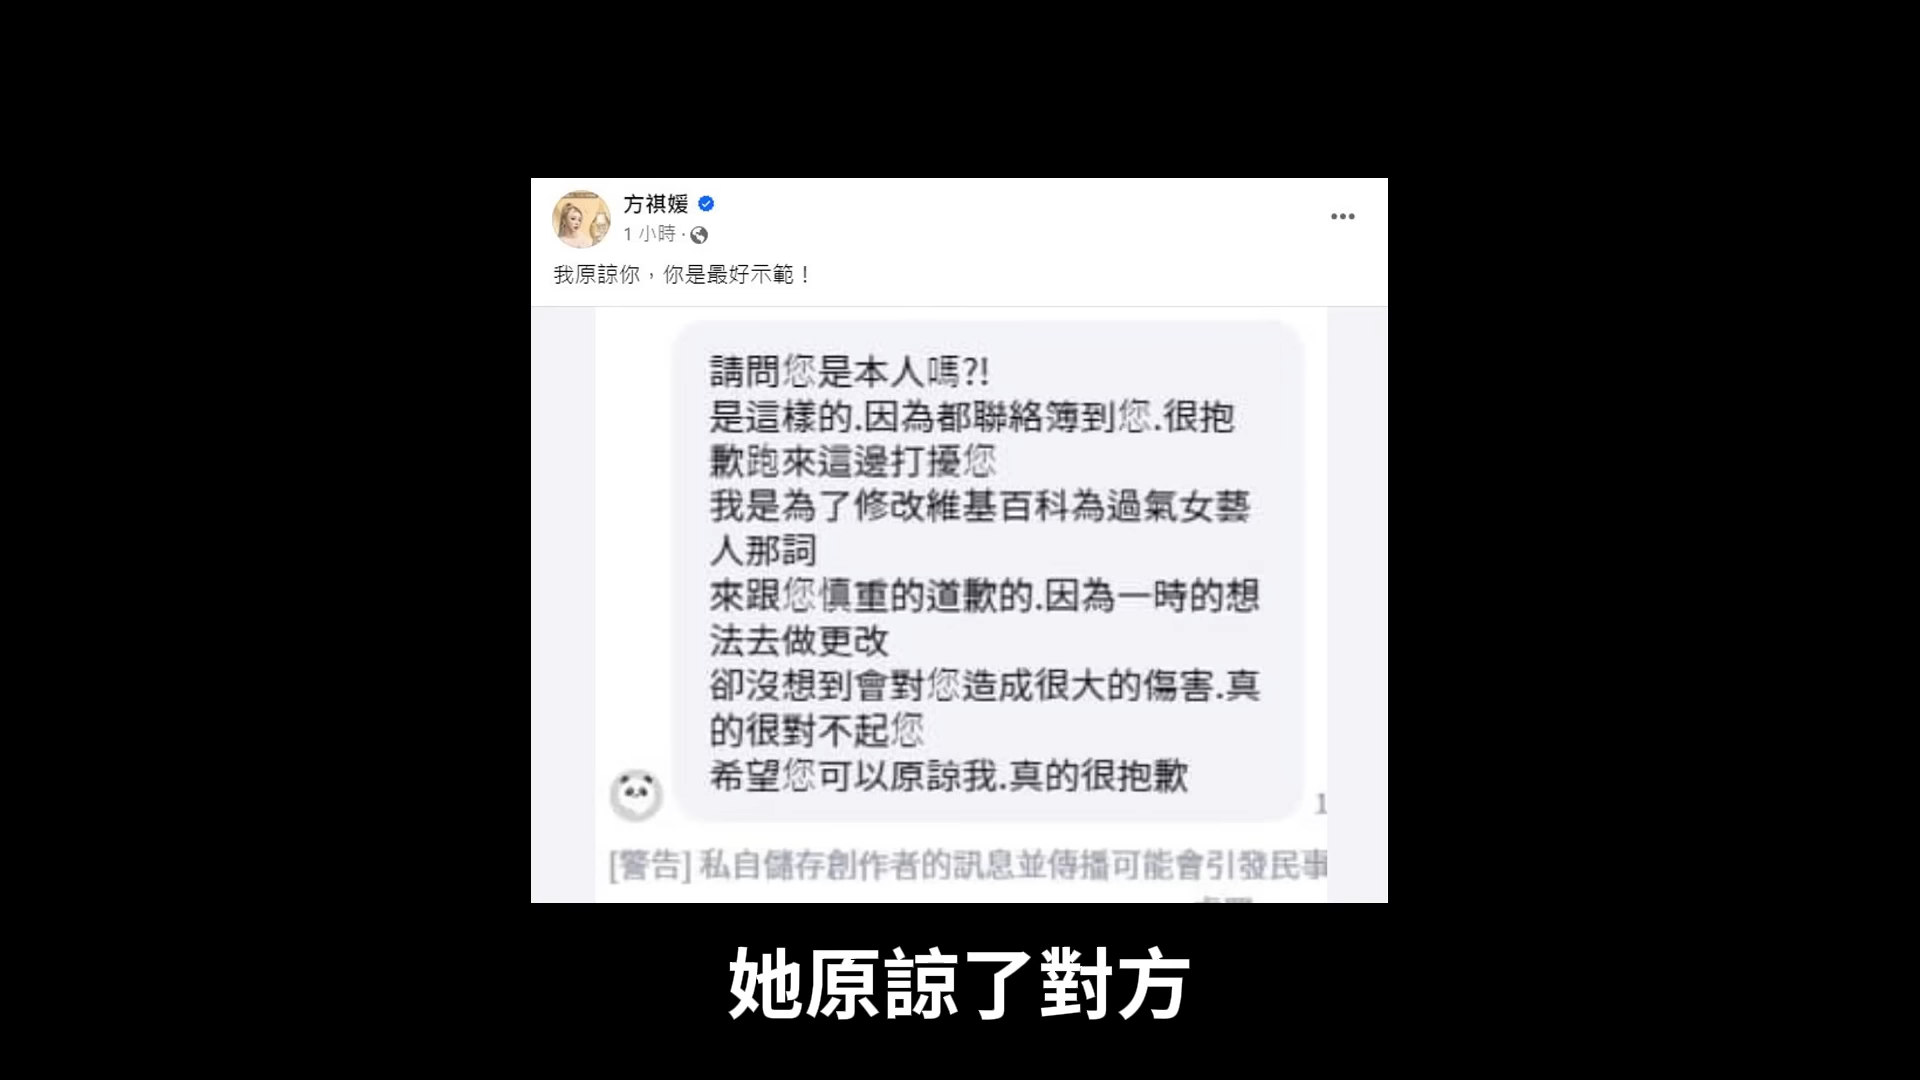 方祺媛
1 小時 ·
我原諒你，你是最好示範！
請問您是本人嗎?!
是這樣的.因為都聯絡簿到您.很抱
歉跑來這邊打擾您
我是為了修改維基百科為過氣女藝
人那詞
來跟您慎重的道歉的.因為一時的想
法去做更改
卻沒想到會對您造成很大的傷害.真
的很對不起您
希望您可以原諒我.真的很抱歉
1
[警告] 私自儲存創作者的訊息並傳播可能會引發民事
她原諒了對方